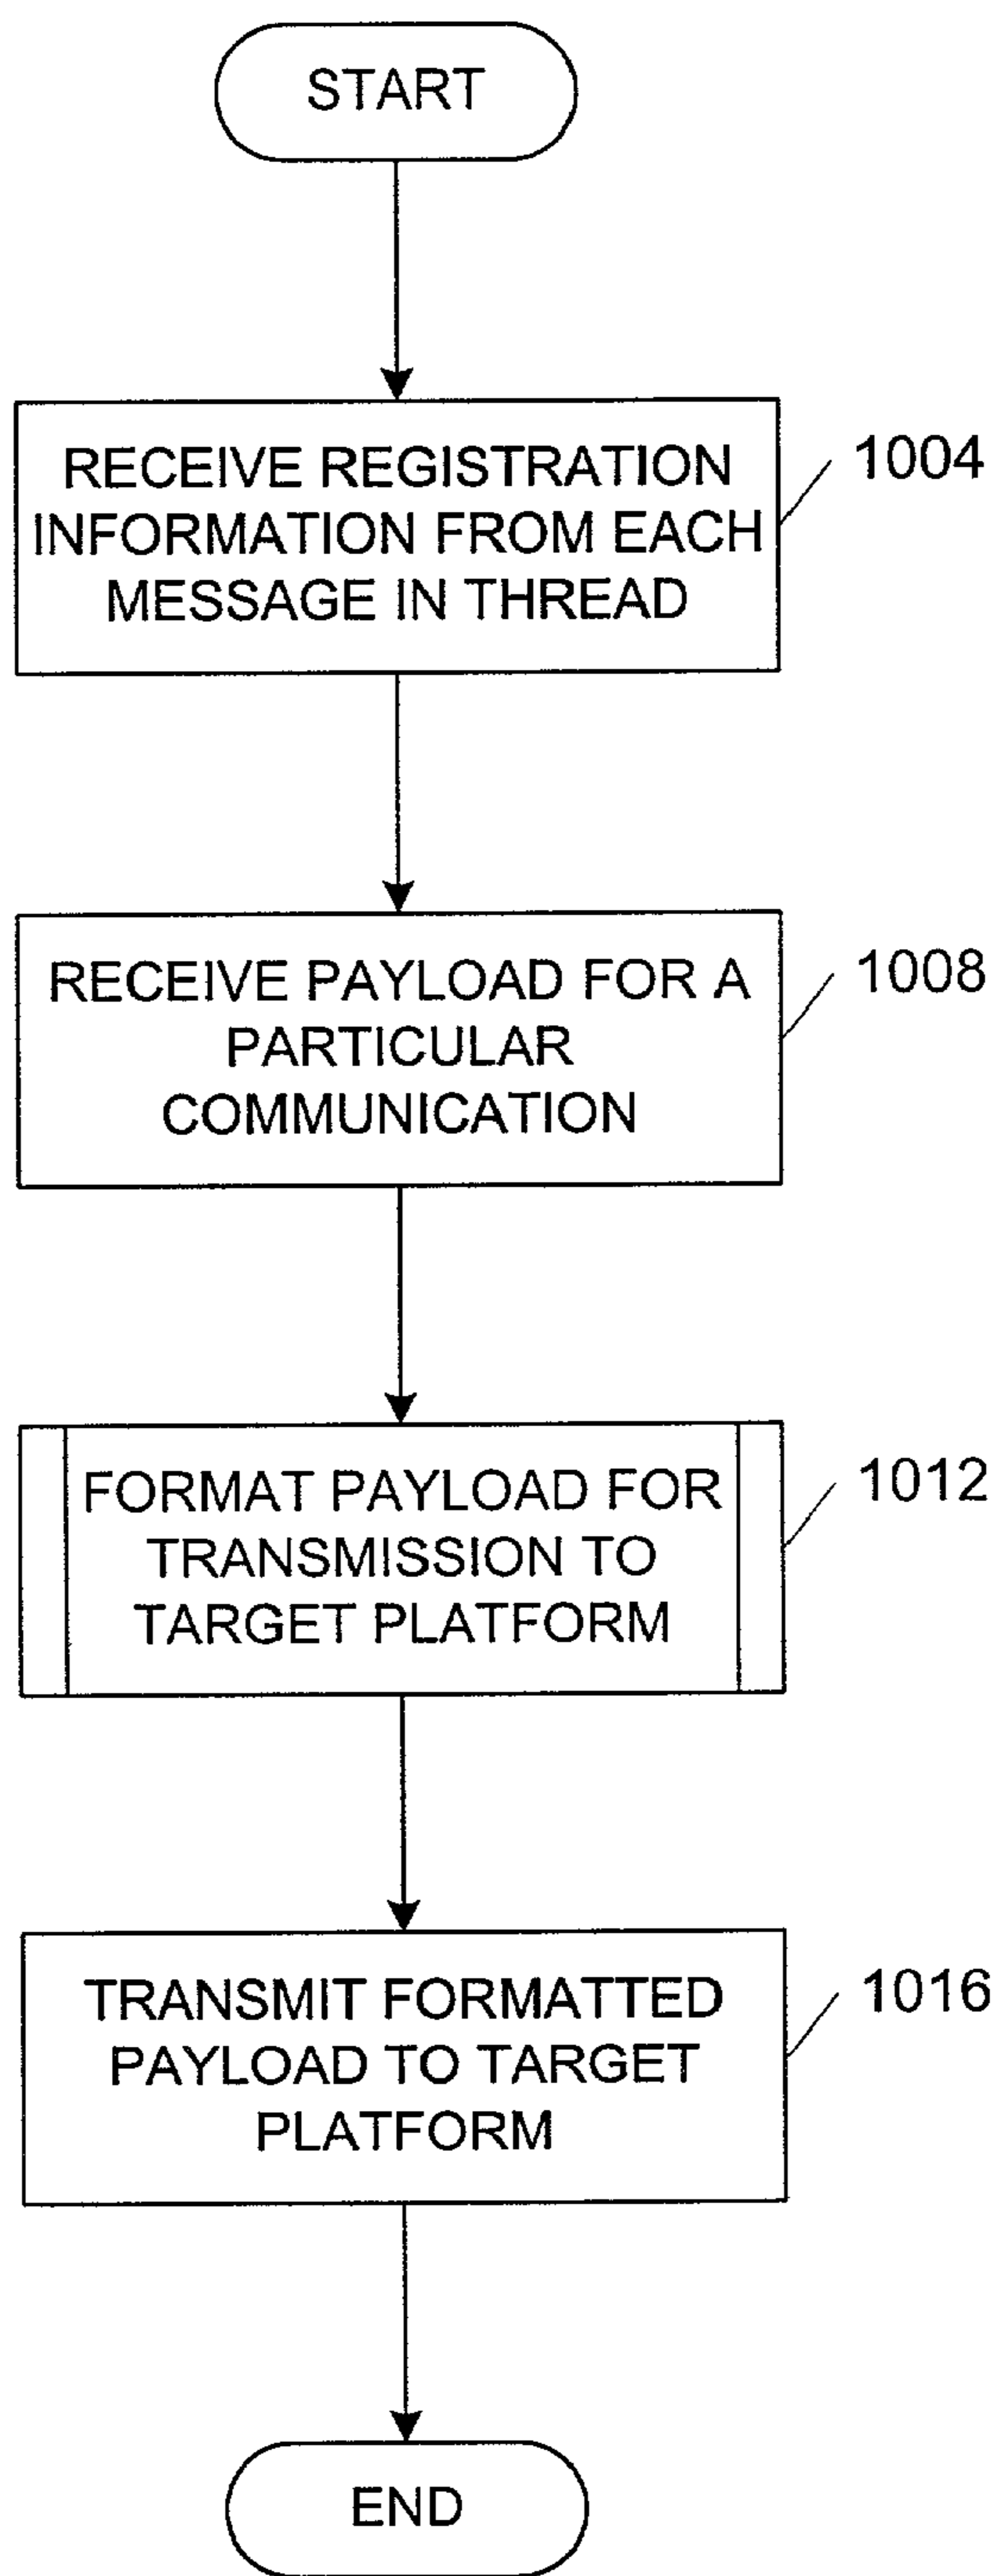 START
RECEIVE REGISTRATION
INFORMATION FROM EACH
MESSAGE IN THREAD
1004
RECEIVE PAYLOAD FOR A
PARTICULAR
COMMUNICATION
1008
FORMAT PAYLOAD FOR
TRANSMISSION TO
TARGET PLATFORM
1012
TRANSMIT FORMATTED
PAYLOAD TO TARGET
PLATFORM
1016
END